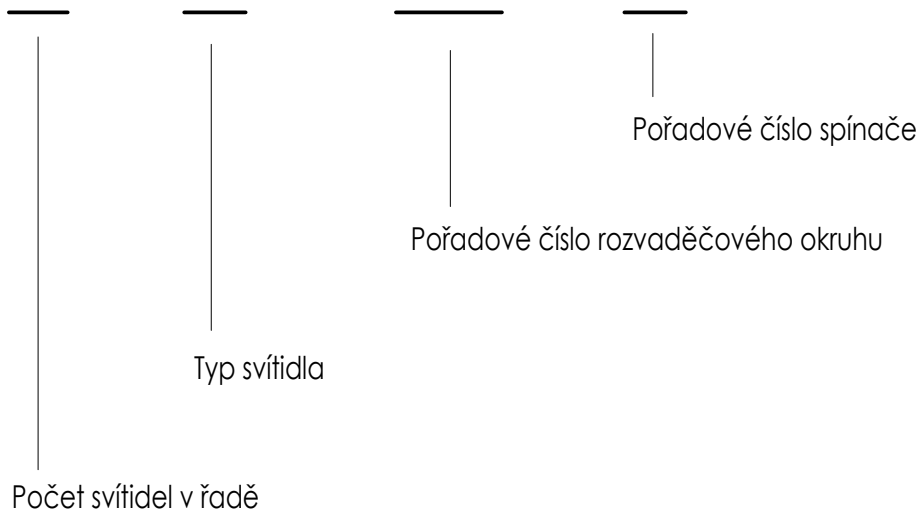 Pořadové číslo spínače
Pořadové číslo rozvaděčového okruhu
Typ svítidla
Počet svítidel v řadě